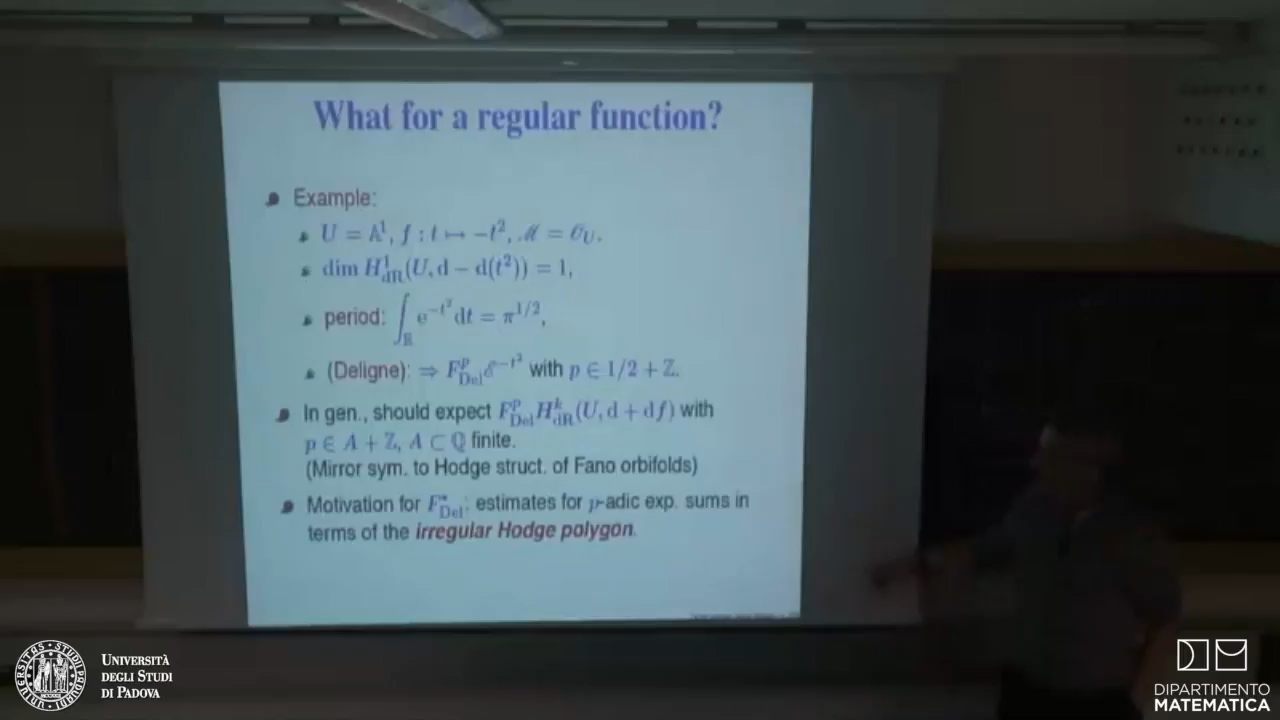 What for a regular function?
Example:
U = 𝔸¹, f : t ↦ −t², ℳ = 𝒪_U.
dim H¹_dR(U, d − d(t²)) = 1,
period: ∫_ℝ e^{−t²} dt = π^{1/2},
(Deligne): ⇒ F^p_Del ℰ^{−t²} with p ∈ 1/2 + ℤ.
In gen., should expect F^p_Del H^k_dR(U, d + df) with
p ∈ A + ℤ, A ⊂ ℚ finite.
(Mirror sym. to Hodge struct. of Fano orbifolds)
Motivation for F^•_Del: estimates for p-adic exp. sums in
terms of the irregular Hodge polygon.
UNIVERSITÀ
DEGLI STUDI
DI PADOVA
DIPARTIMENTO
MATEMATICA